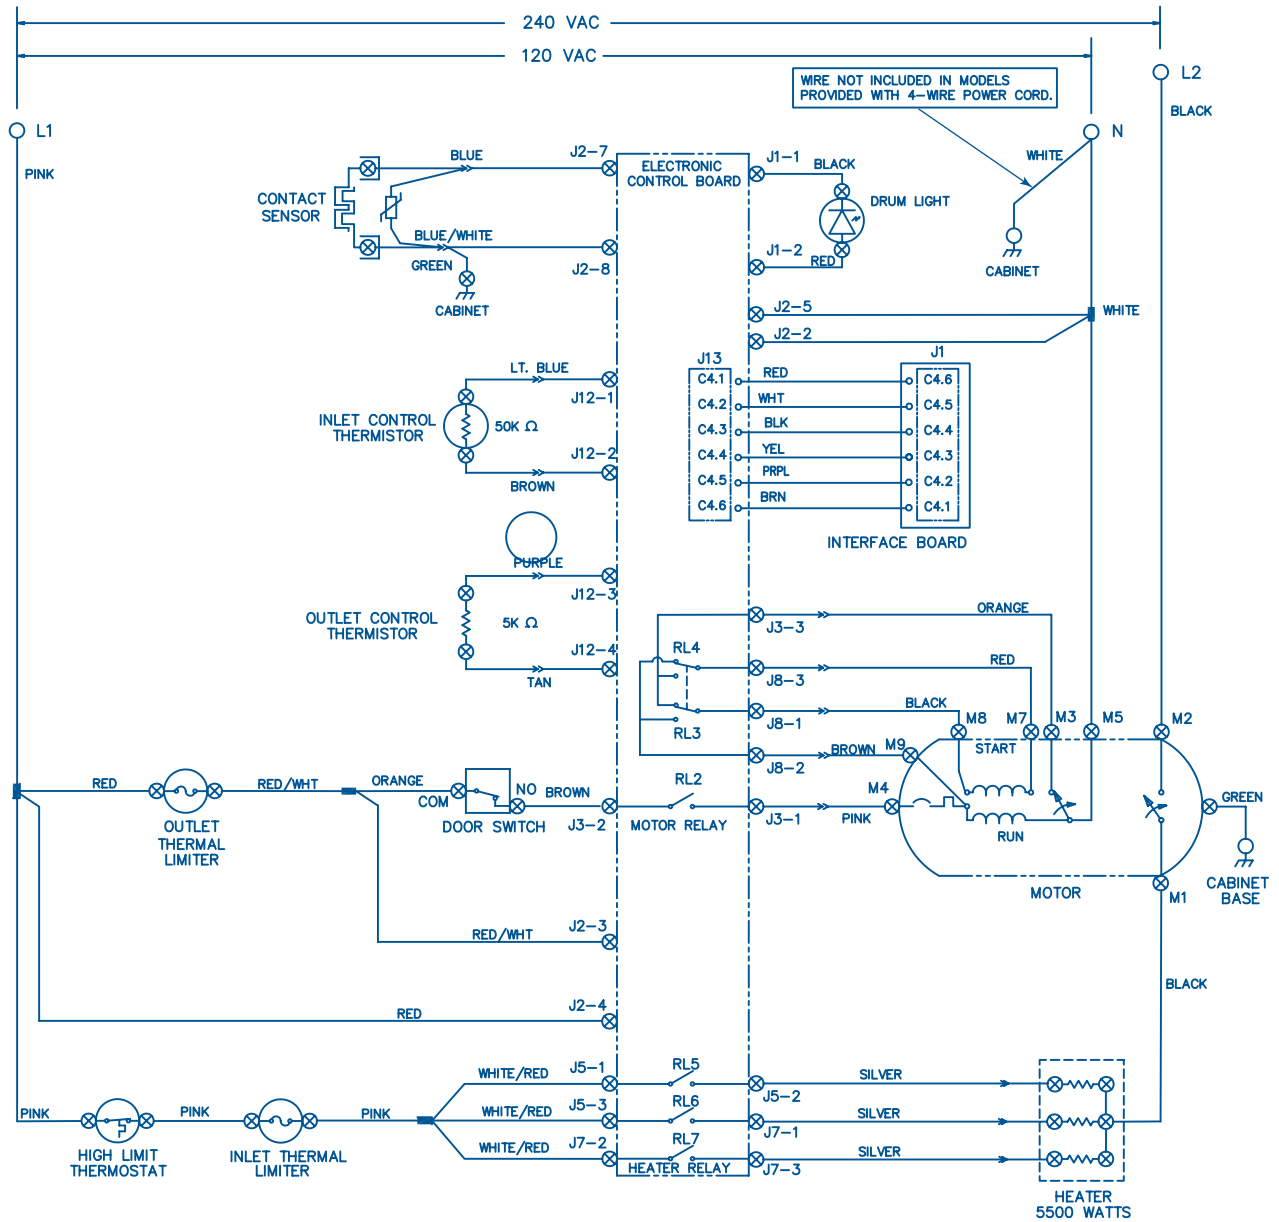 240 VAC
120 VAC
WIRE NOT INCLUDED IN MODELS
PROVIDED WITH 4-WIRE POWER CORD.
L2
BLACK
L1
N
PINK
WHITE
BLUE
J2-7
ELECTRONIC
CONTROL BOARD
J1-1
BLACK
CONTACT
SENSOR
DRUM LIGHT
BLUE/WHITE
GREEN
J2-8
J1-2
RED
CABINET
CABINET
J2-5
WHITE
J2-2
J13
J1
LT. BLUE
J12-1
C4.1
RED
C4.6
C4.2
WHT
C4.5
INLET CONTROL
THERMISTOR
50K Ω
C4.3
BLK
C4.4
J12-2
C4.4
YEL
C4.3
BROWN
C4.5
PRPL
C4.2
C4.6
BRN
C4.1
INTERFACE BOARD
PURPLE
J12-3
OUTLET CONTROL
THERMISTOR
5K Ω
J12-4
TAN
ORANGE
J3-3
RL4
RED
J8-3
BLACK
J8-1
RL3
M8
M7
M3
M5
M2
START
BROWN
M9
J8-2
RED
RED/WHT
ORANGE
COM
NO
BROWN
RL2
M4
GREEN
OUTLET
THERMAL
LIMITER
DOOR SWITCH
J3-2
MOTOR RELAY
J3-1
PINK
RUN
MOTOR
M1
CABINET
BASE
RED/WHT
J2-3
BLACK
RED
J2-4
WHITE/RED
J5-1
RL5
SILVER
J5-2
PINK
PINK
PINK
WHITE/RED
J5-3
RL6
SILVER
J7-1
HIGH LIMIT
THERMOSTAT
INLET THERMAL
LIMITER
WHITE/RED
J7-2
RL7
HEATER RELAY
SILVER
J7-3
HEATER
5500 WATTS